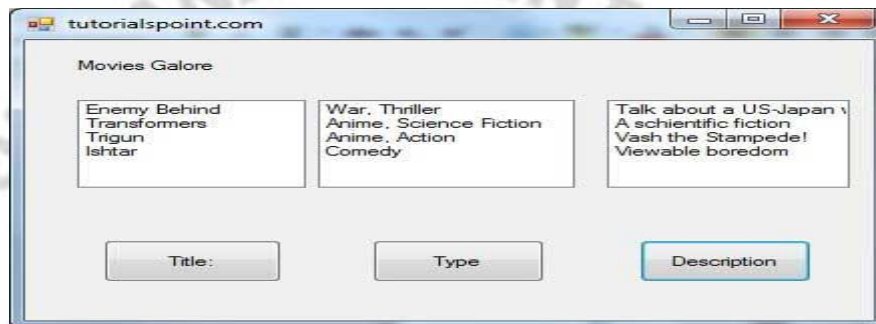 tutorialspoint.com
Movies Galore
Enemy Behind
Transformers
Trigun
Ishtar
War, Thriller
Anime, Science Fiction
Anime, Action
Comedy
Talk about a US-Japan
A schientific fiction
Vash the Stampede!
Viewable boredom
Title:
Type
Description